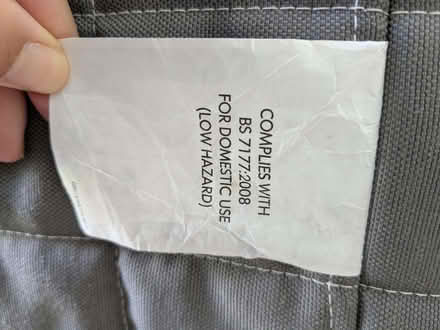 COMPLIES WITH
BS 7177:2008
FOR DOMESTIC USE
(LOW HAZARD)